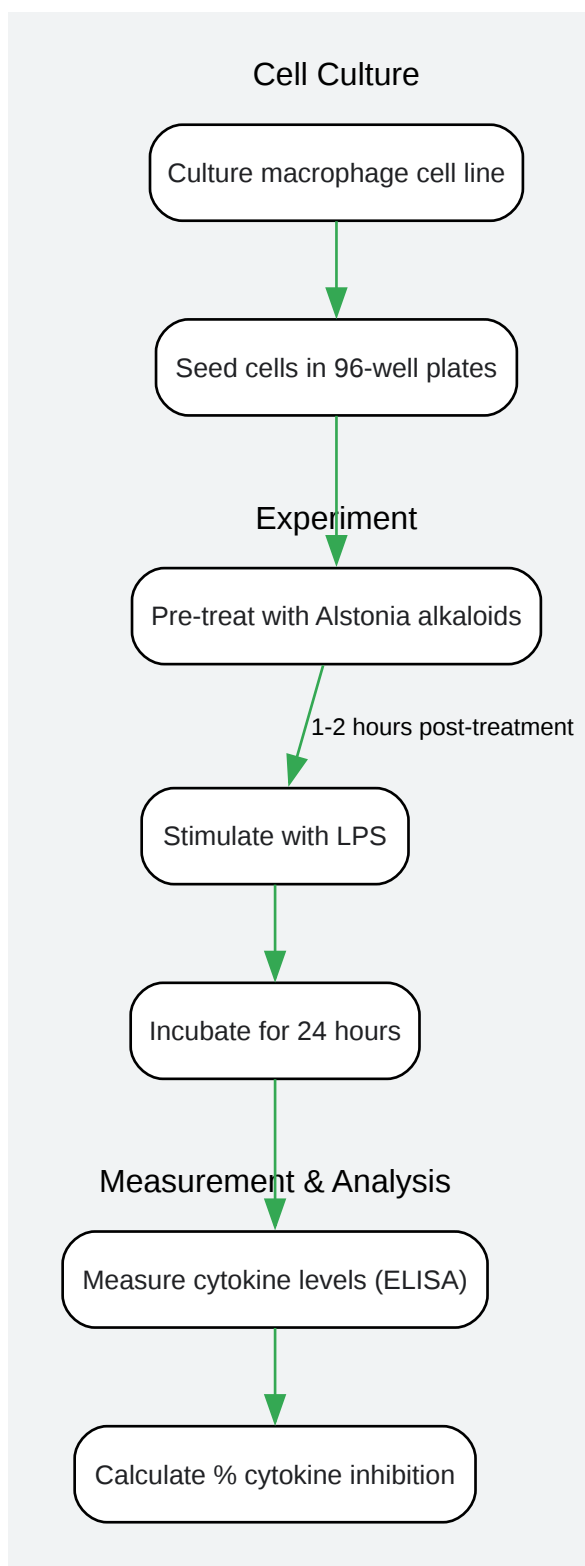 Cell Culture
Culture macrophage cell line
Seed cells in 96-well plates
Experiment
Pre-treat with Alstonia alkaloids
1-2 hours post-treatment
Stimulate with LPS
Incubate for 24 hours
Measurement & Analysis
Measure cytokine levels (ELISA)
Calculate % cytokine inhibition